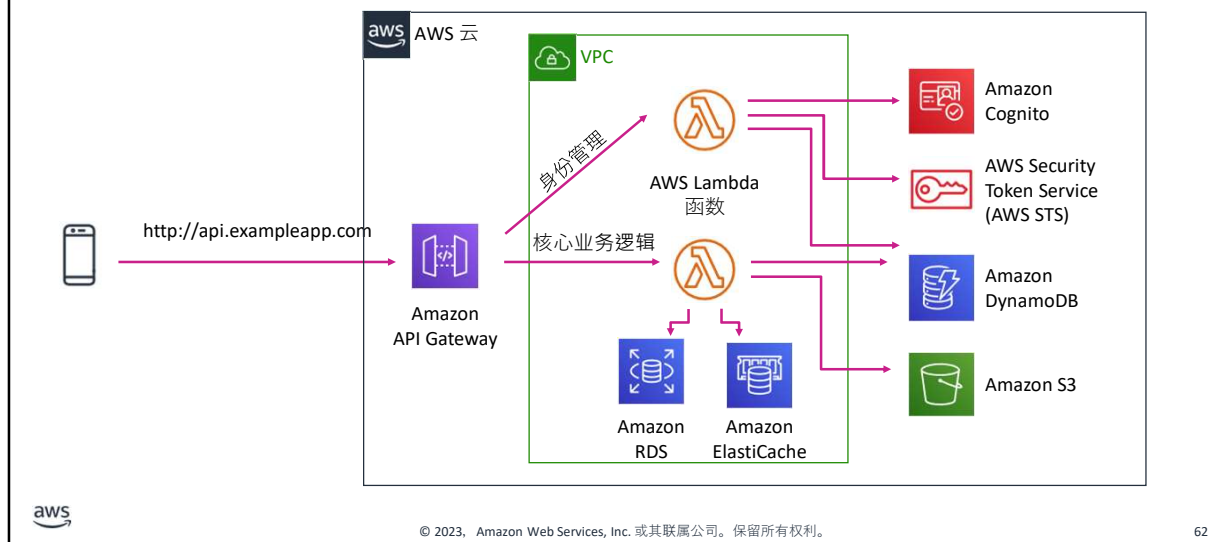 aws
AWS 云
VPC
Amazon
Cognito
身份管理
AWS Lambda
函数
AWS Security
Token Service
(AWS STS)
http://api.exampleapp.com
核心业务逻辑
Amazon
API Gateway
Amazon
DynamoDB
Amazon S3
Amazon
RDS
Amazon
ElastiCache
aws
© 2023，Amazon Web Services, Inc. 或其联属公司。保留所有权利。
62